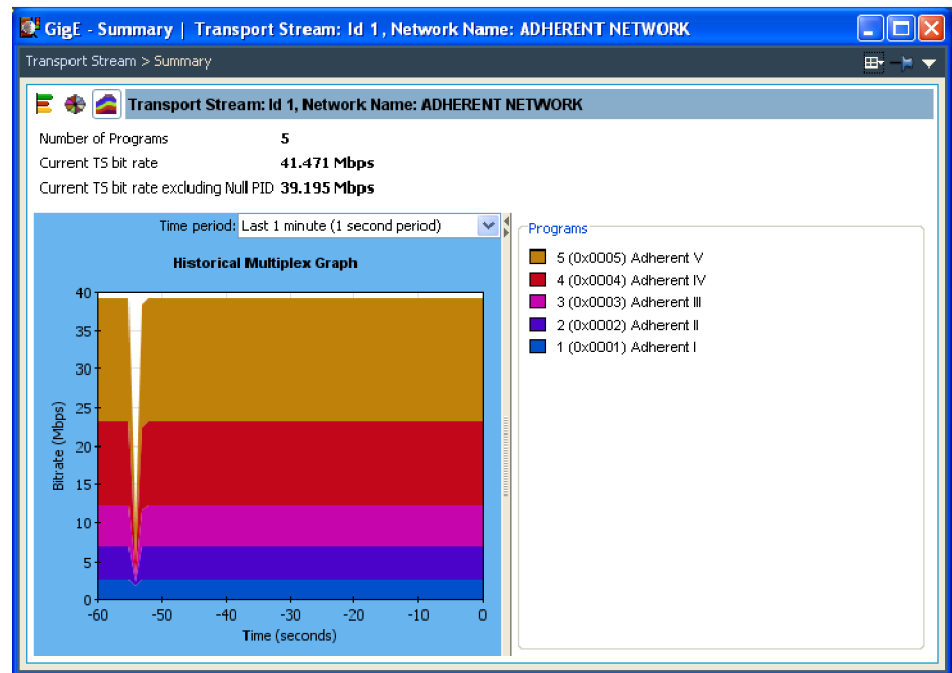 GigE - Summary | Transport Stream: Id 1, Network Name: ADHERENT NETWORK
Transport Stream > Summary
Transport Stream: Id 1, Network Name: ADHERENT NETWORK
Number of Programs 5
Current TS bit rate 41.471 Mbps
Current TS bit rate excluding Null PID 39.195 Mbps
Time period: Last 1 minute (1 second period)
Historical Multiplex Graph
40
35
30
25
20
15
10
5
0
Bitrate (Mbps)
-60 -50 -40 -30 -20 -10 0
Time (seconds)
Programs
5 (0x0005) Adherent V
4 (0x0004) Adherent IV
3 (0x0003) Adherent III
2 (0x0002) Adherent II
1 (0x0001) Adherent I